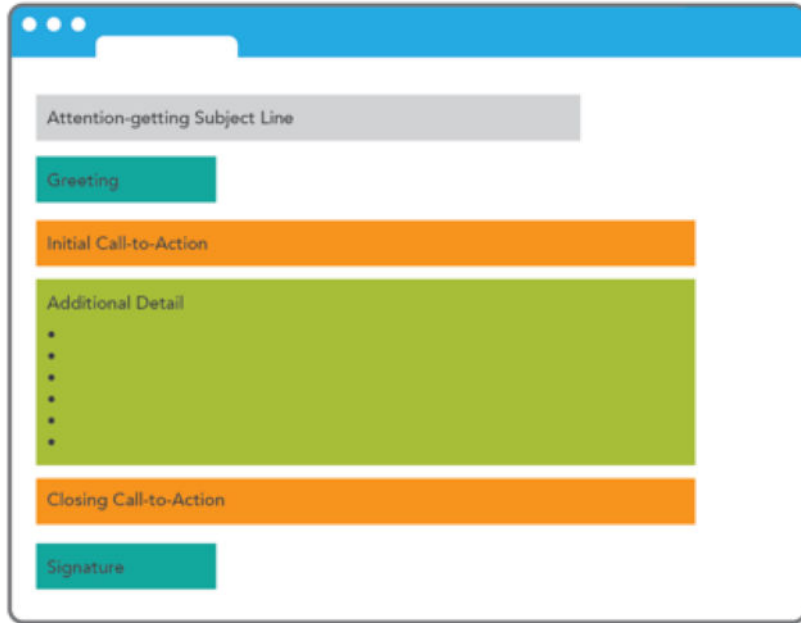 Attention-getting Subject Line
Greeting
Initial Call-to-Action
Additional Detail
•
•
•
•
•
•
Closing Call-to-Action
Signature